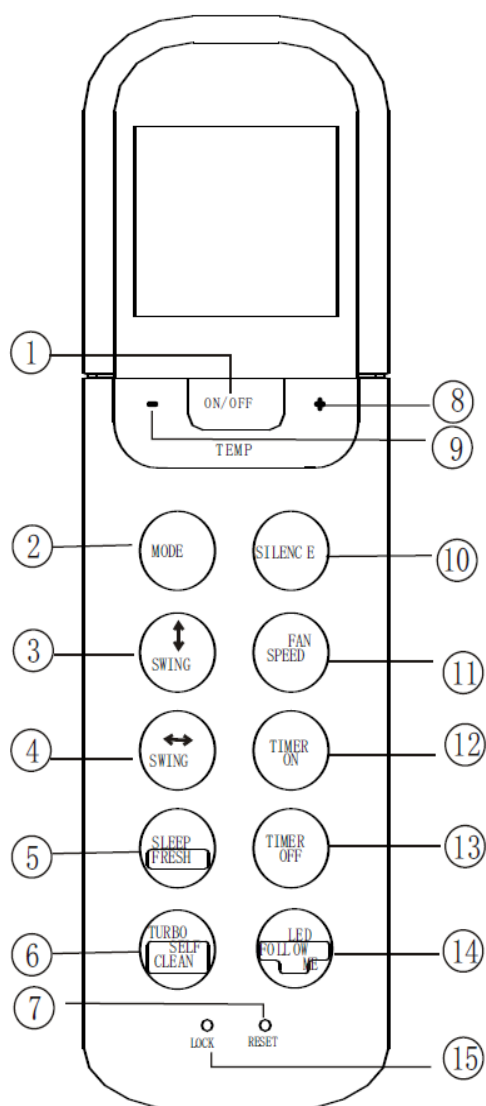 1
ON/OFF
-
+
8
9
TEMP
2
MODE
SILENC E
10
3
SWING
FAN
SPEED
11
4
SWING
TIMER
ON
12
5
SLEEP
FRESH
TIMER
OFF
13
6
TURBO
SELF
CLEAN
LED
FOLLOW
ME
14
7
LOCK
RESET
15